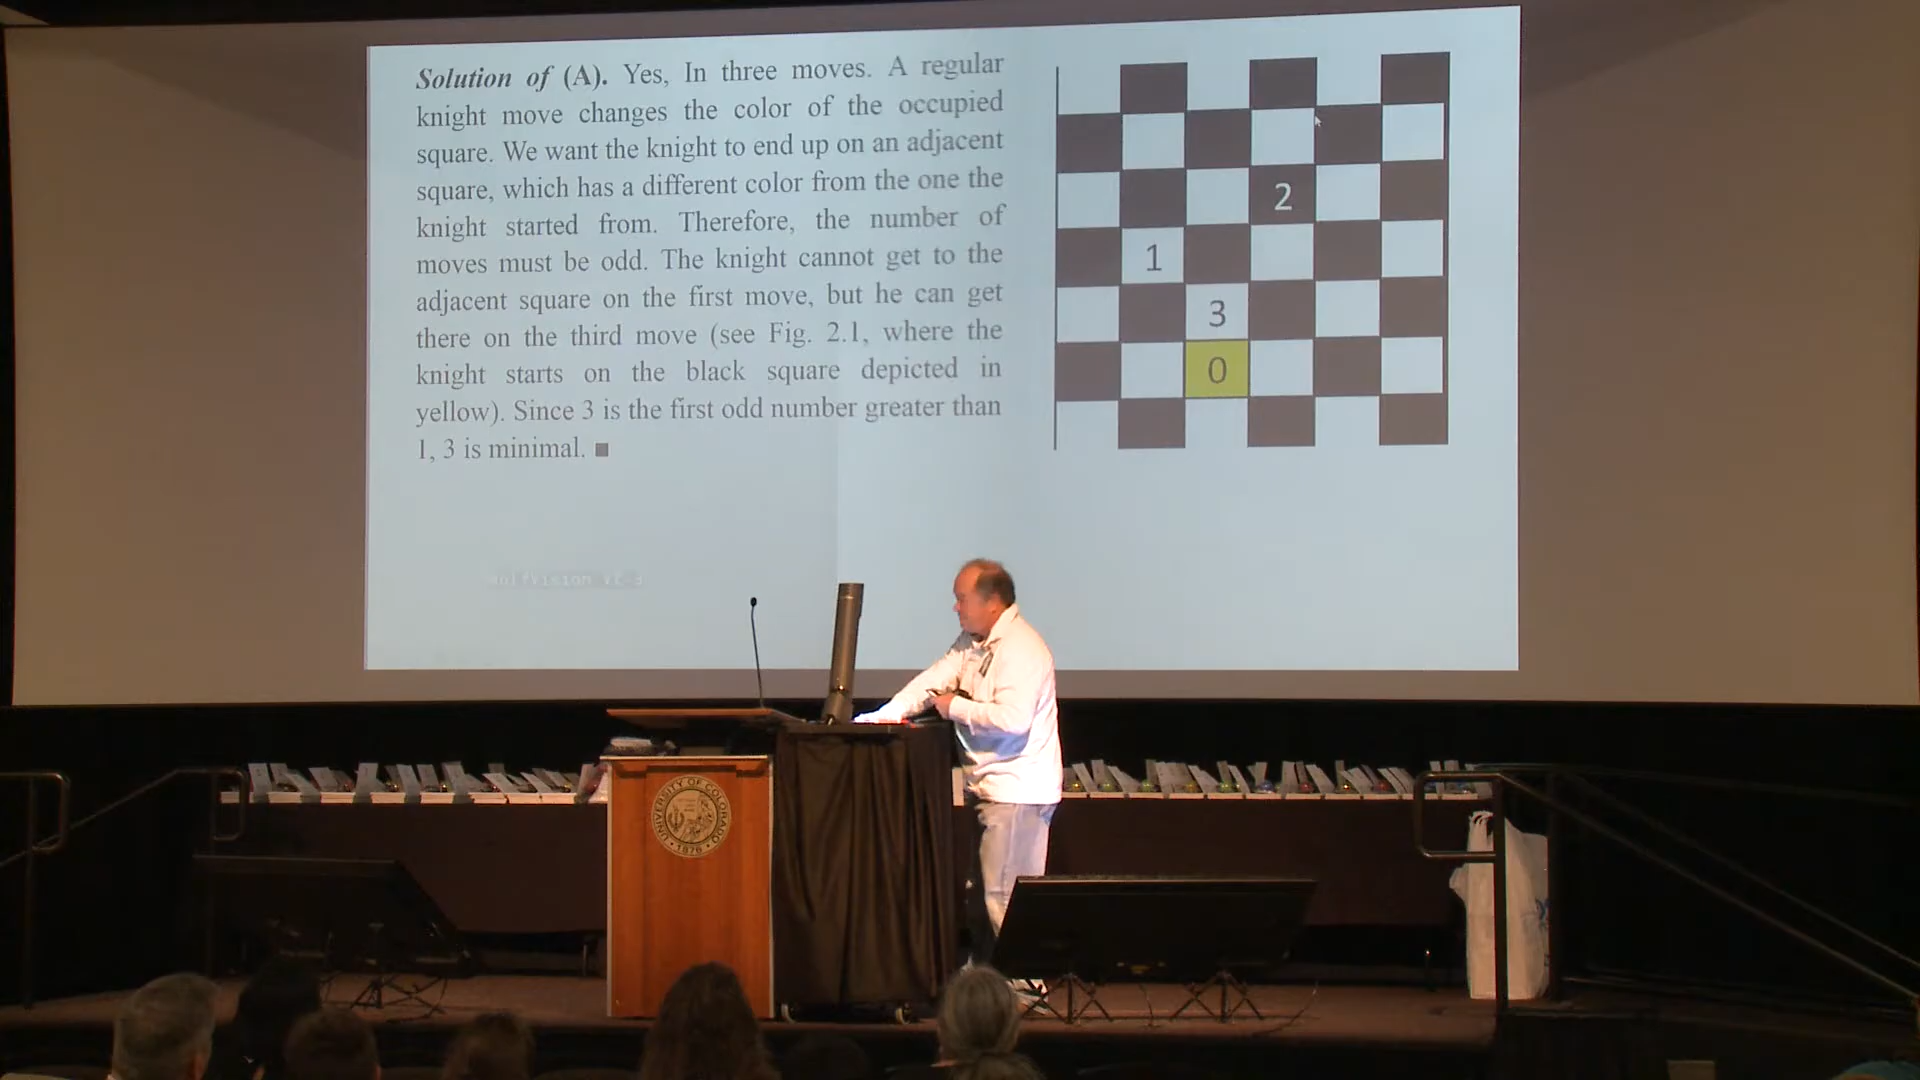 Solution of (A). Yes, In three moves. A regular
knight move changes the color of the occupied
square. We want the knight to end up on an adjacent
square, which has a different color from the one the
knight started from. Therefore, the number of
moves must be odd. The knight cannot get to the
adjacent square on the first move, but he can get
there on the third move (see Fig. 2.1, where the
knight starts on the black square depicted in
yellow). Since 3 is the first odd number greater than
1, 3 is minimal. ■
2
1
3
0
UNIVERSITY OF COLORADO
1876